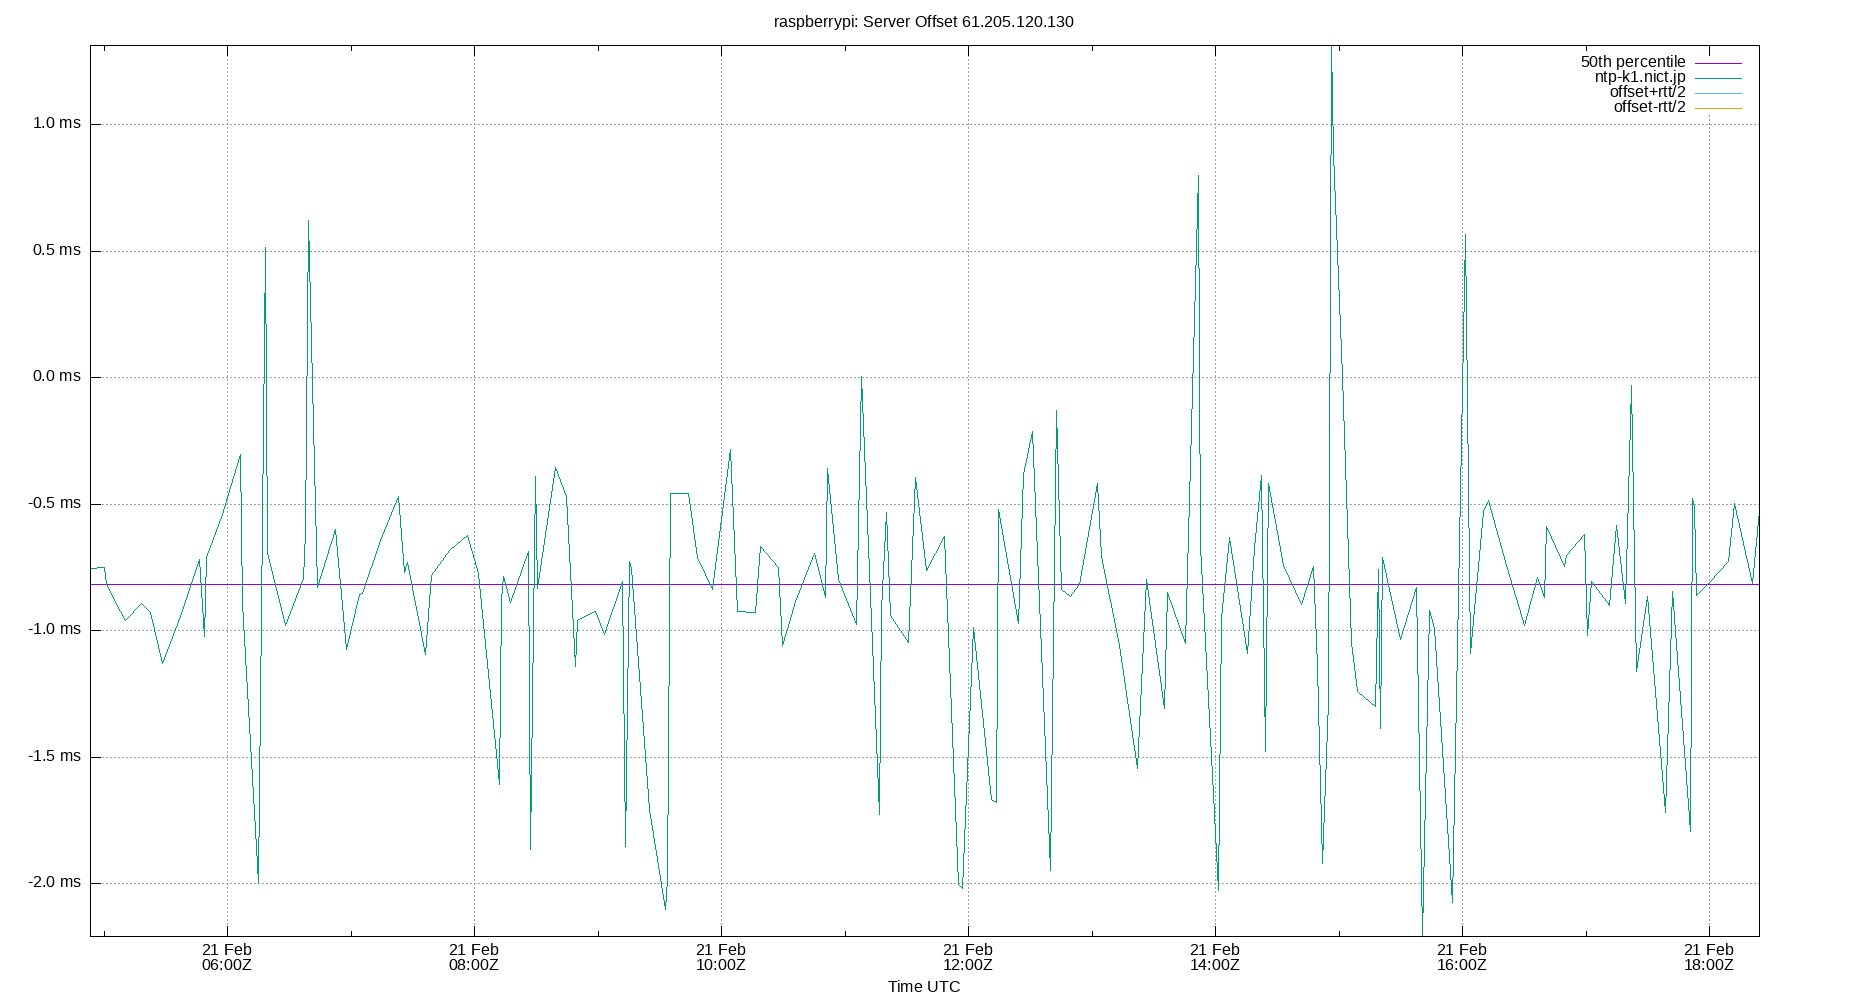 raspberrypi: Server Offset 61.205.120.130
50th percentile
ntp-k1.nict.jp
offset+rtt/2
offset-rtt/2
1.0 ms
0.5 ms
0.0 ms
-0.5 ms
-1.0 ms
-1.5 ms
-2.0 ms
21 Feb 21 Feb 21 Feb 21 Feb 21 Feb 21 Feb 21 Feb
06:00Z 08:00Z 10:00Z 12:00Z 14:00Z 16:00Z 18:00Z
Time UTC